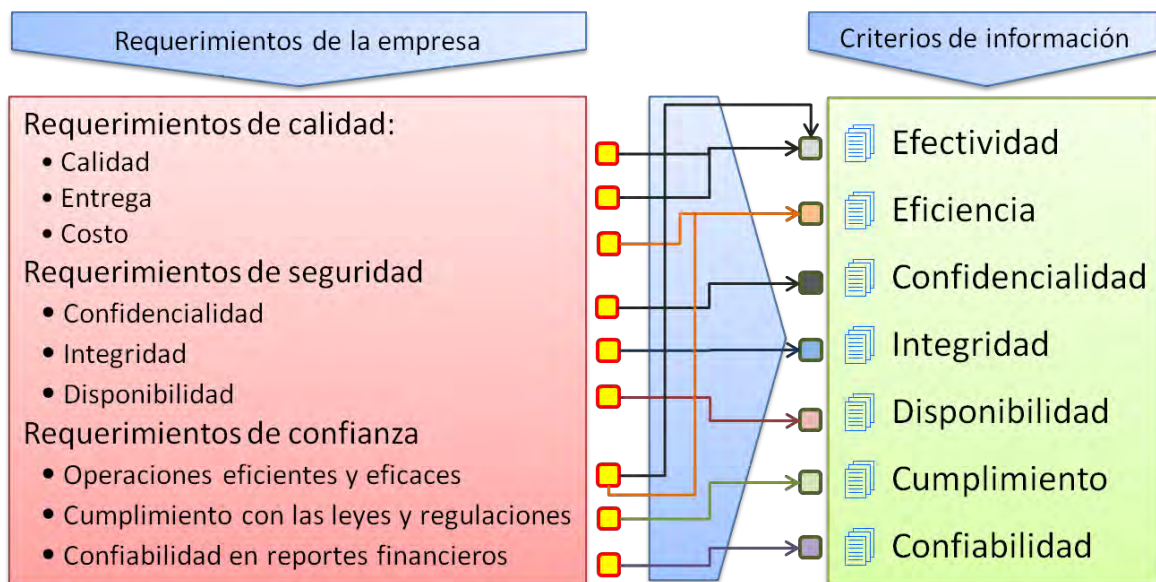 Requerimientos de la empresa
Criterios de información
Requerimientos de calidad:
• Calidad
• Entrega
• Costo
Requerimientos de seguridad
• Confidencialidad
• Integridad
• Disponibilidad
Requerimientos de confianza
• Operaciones eficientes y eficaces
• Cumplimiento con las leyes y regulaciones
• Confiabilidad en reportes financieros
Efectividad
Eficiencia
Confidencialidad
Integridad
Disponibilidad
Cumplimiento
Confiabilidad